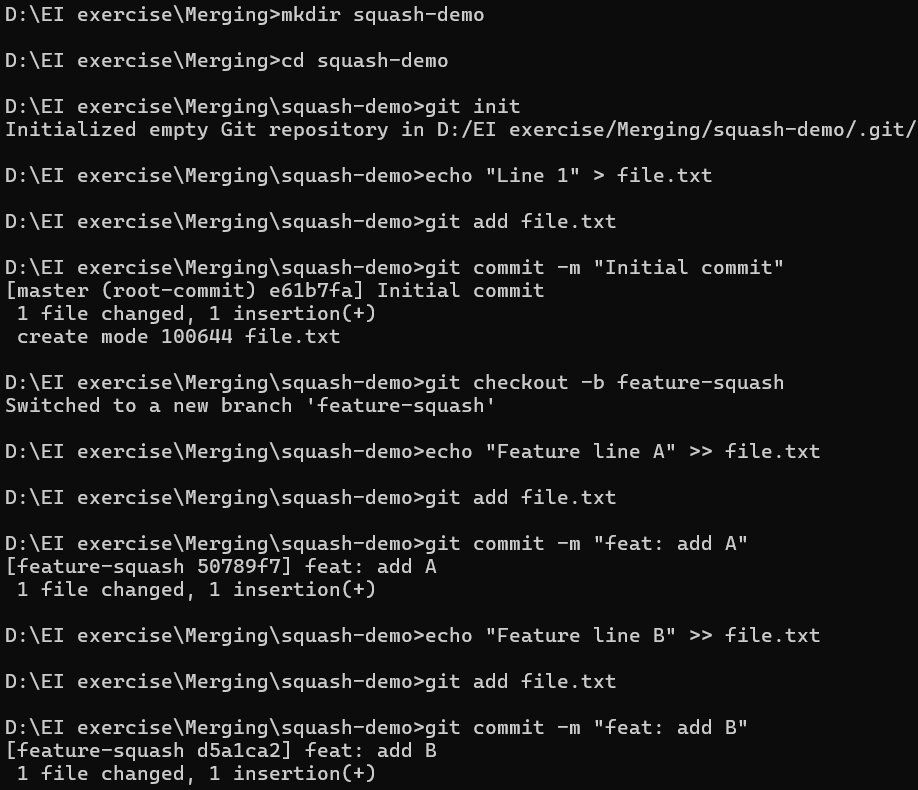 D:\EI exercise\Merging>mkdir squash-demo
D:\EI exercise\Merging>cd squash-demo
D:\EI exercise\Merging\squash-demo>git init
Initialized empty Git repository in D:/EI exercise/Merging/squash-demo/.git/
D:\EI exercise\Merging\squash-demo>echo "Line 1" > file.txt
D:\EI exercise\Merging\squash-demo>git add file.txt
D:\EI exercise\Merging\squash-demo>git commit -m "Initial commit"
[master (root-commit) e61b7fa] Initial commit
 1 file changed, 1 insertion(+)
 create mode 100644 file.txt
D:\EI exercise\Merging\squash-demo>git checkout -b feature-squash
Switched to a new branch 'feature-squash'
D:\EI exercise\Merging\squash-demo>echo "Feature line A" >> file.txt
D:\EI exercise\Merging\squash-demo>git add file.txt
D:\EI exercise\Merging\squash-demo>git commit -m "feat: add A"
[feature-squash 50789f7] feat: add A
 1 file changed, 1 insertion(+)
D:\EI exercise\Merging\squash-demo>echo "Feature line B" >> file.txt
D:\EI exercise\Merging\squash-demo>git add file.txt
D:\EI exercise\Merging\squash-demo>git commit -m "feat: add B"
[feature-squash d5a1ca2] feat: add B
 1 file changed, 1 insertion(+)